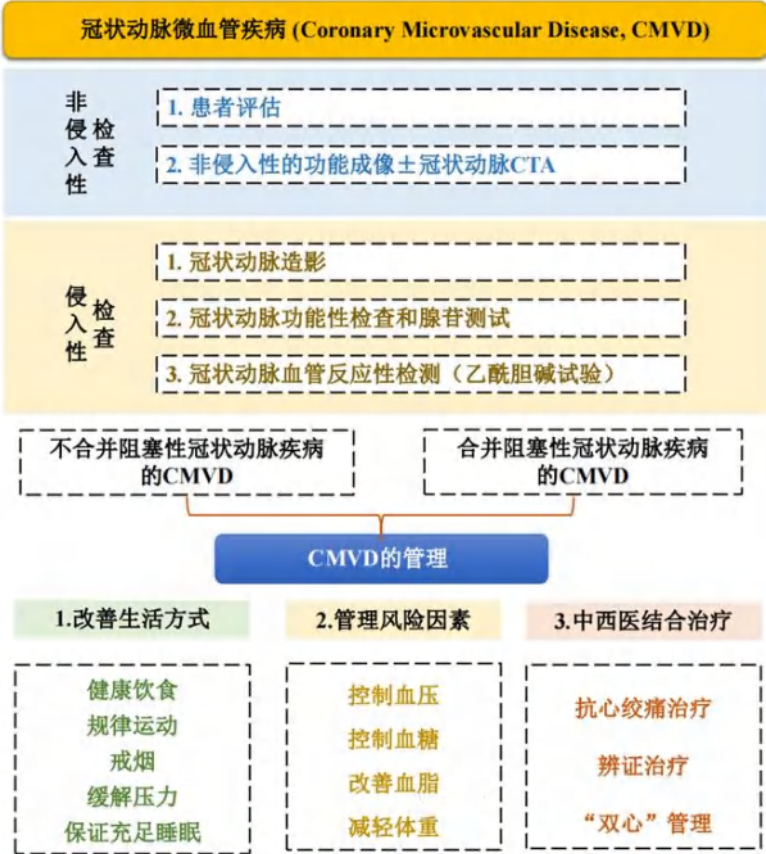 冠状动脉微血管疾病 (Coronary Microvascular Disease, CMVD)
非侵入性检查
1. 患者评估
2. 非侵入性的功能成像±冠状动脉CTA
侵入性检查
1. 冠状动脉造影
2. 冠状动脉功能性检查和腺苷测试
3. 冠状动脉血管反应性检测（乙酰胆碱试验）
不合并阻塞性冠状动脉疾病
的CMVD
合并阻塞性冠状动脉疾病
的CMVD
CMVD的管理
1.改善生活方式
健康饮食
规律运动
戒烟
缓解压力
保证充足睡眠
2.管理风险因素
控制血压
控制血糖
改善血脂
减轻体重
3.中西医结合治疗
抗心绞痛治疗
辨证治疗
“双心”管理